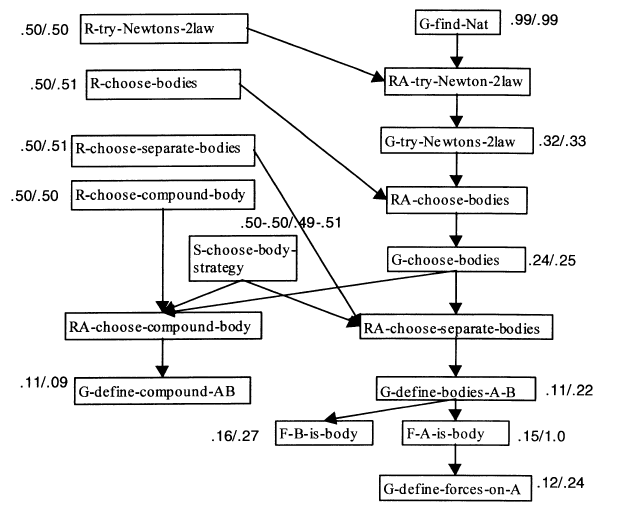 .50/.50 R-try-Newtons-2law G-find-Nat .99/.99
.50/.51 R-choose-bodies RA-try-Newton-2law
.50/.51 R-choose-separate-bodies G-try-Newtons-2law .32/.33
.50/.50 R-choose-compound-body RA-choose-bodies
.50-.50/.49-.51
S-choose-body-
strategy
G-choose-bodies .24/.25
RA-choose-compound-body RA-choose-separate-bodies
.11/.09 G-define-compound-AB G-define-bodies-A-B .11/.22
.16/.27 F-B-is-body F-A-is-body .15/1.0
G-define-forces-on-A .12/.24